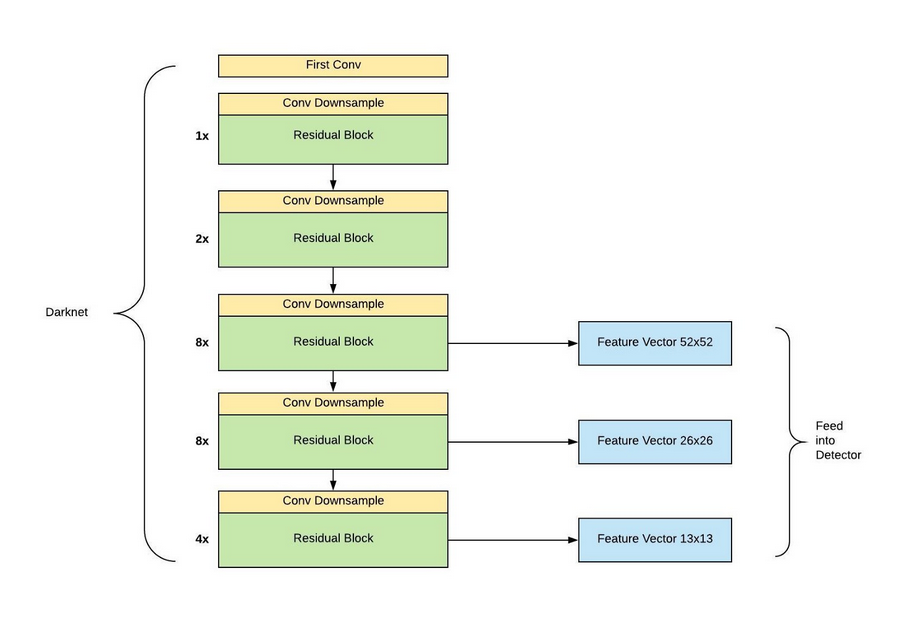 First Conv
Conv Downsample
1x
Residual Block
Conv Downsample
2x
Residual Block
Darknet
Conv Downsample
8x
Residual Block
Feature Vector 52x52
Conv Downsample
8x
Residual Block
Feature Vector 26x26
Feed
into
Detector
Conv Downsample
4x
Residual Block
Feature Vector 13x13